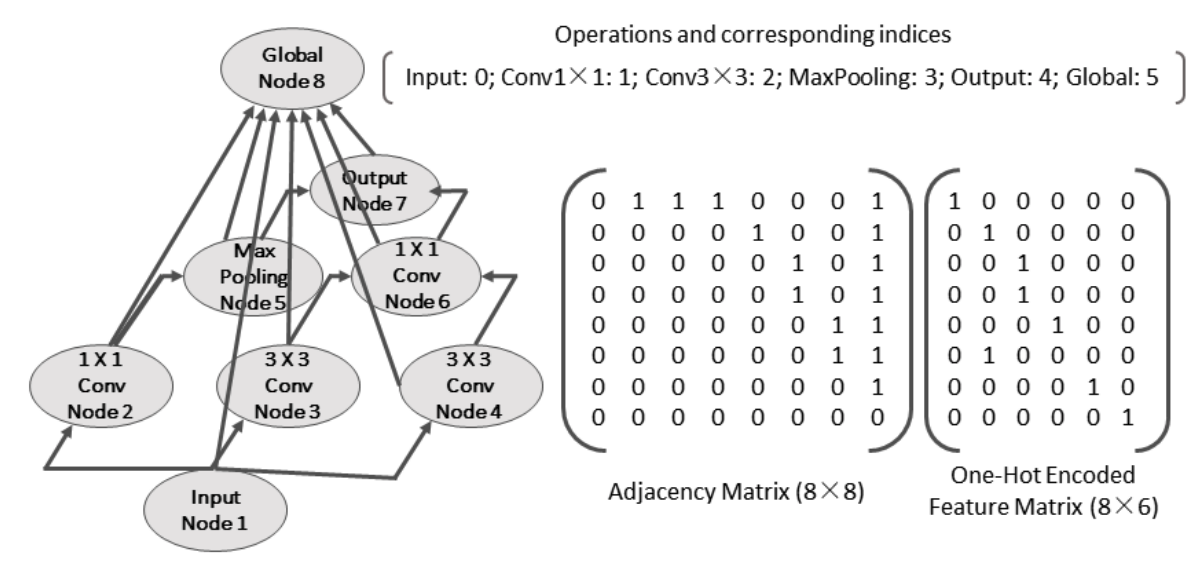 Global
Node 8
Output
Node 7
Max
Pooling
Node 5
1 X 1
Conv
Node 6
1 X 1
Conv
Node 2
3 X 3
Conv
Node 3
3 X 3
Conv
Node 4
Input
Node 1
Operations and corresponding indices
Input: 0; Conv1×1: 1; Conv3×3: 2; MaxPooling: 3; Output: 4; Global: 5
0 1 1 1 0 0 0 1
0 0 0 0 1 0 0 1
0 0 0 0 0 1 0 1
0 0 0 0 0 1 0 1
0 0 0 0 0 0 1 1
0 0 0 0 0 0 1 1
0 0 0 0 0 0 0 1
0 0 0 0 0 0 0 0
Adjacency Matrix (8×8)
1 0 0 0 0 0
0 1 0 0 0 0
0 0 1 0 0 0
0 0 1 0 0 0
0 0 0 1 0 0
0 1 0 0 0 0
0 0 0 0 1 0
0 0 0 0 0 1
One-Hot Encoded
Feature Matrix (8×6)